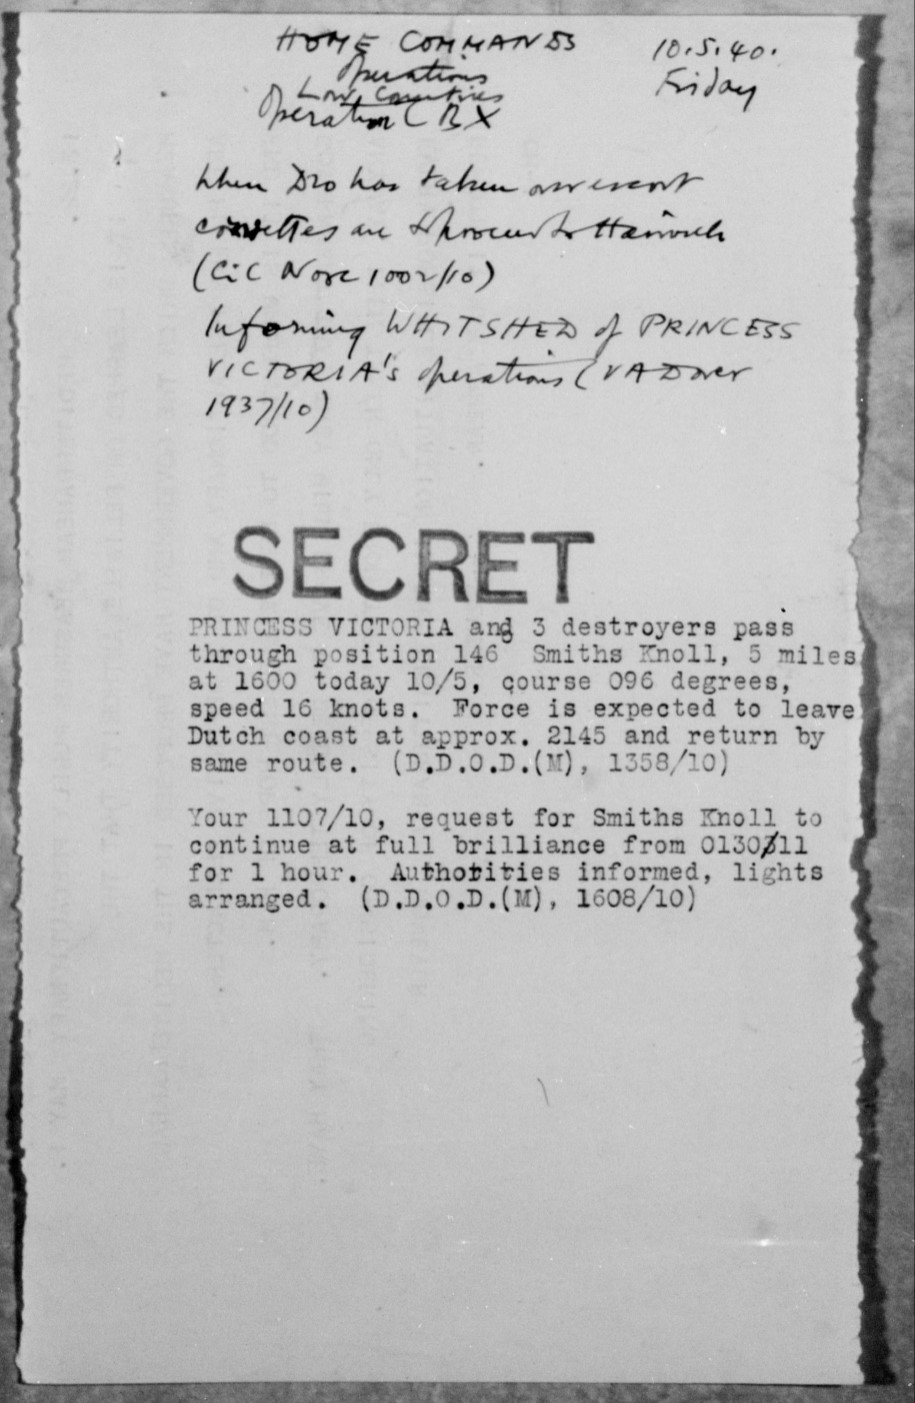 HOME COMMANDS
10.5.40.
Operations
Friday
Low Countries
Operation C B X
When D20 has taken over escort
corvettes are to proceed to Harwich
(CiC Nore 1002/10)
Informing WHITSHED of PRINCESS
VICTORIA's operations (VA Dover
1937/10)
SECRET
PRINCESS VICTORIA and 3 destroyers pass
through position 146 Smiths Knoll, 5 miles
at 1600 today 10/5, course 096 degrees,
speed 16 knots. Force is expected to leave
Dutch coast at approx. 2145 and return by
same route. (D.D.O.D.(M), 1358/10)
Your 1107/10, request for Smiths Knoll to
continue at full brilliance from 0130/11
for 1 hour. Authotities informed, lights
arranged. (D.D.O.D.(M), 1608/10)